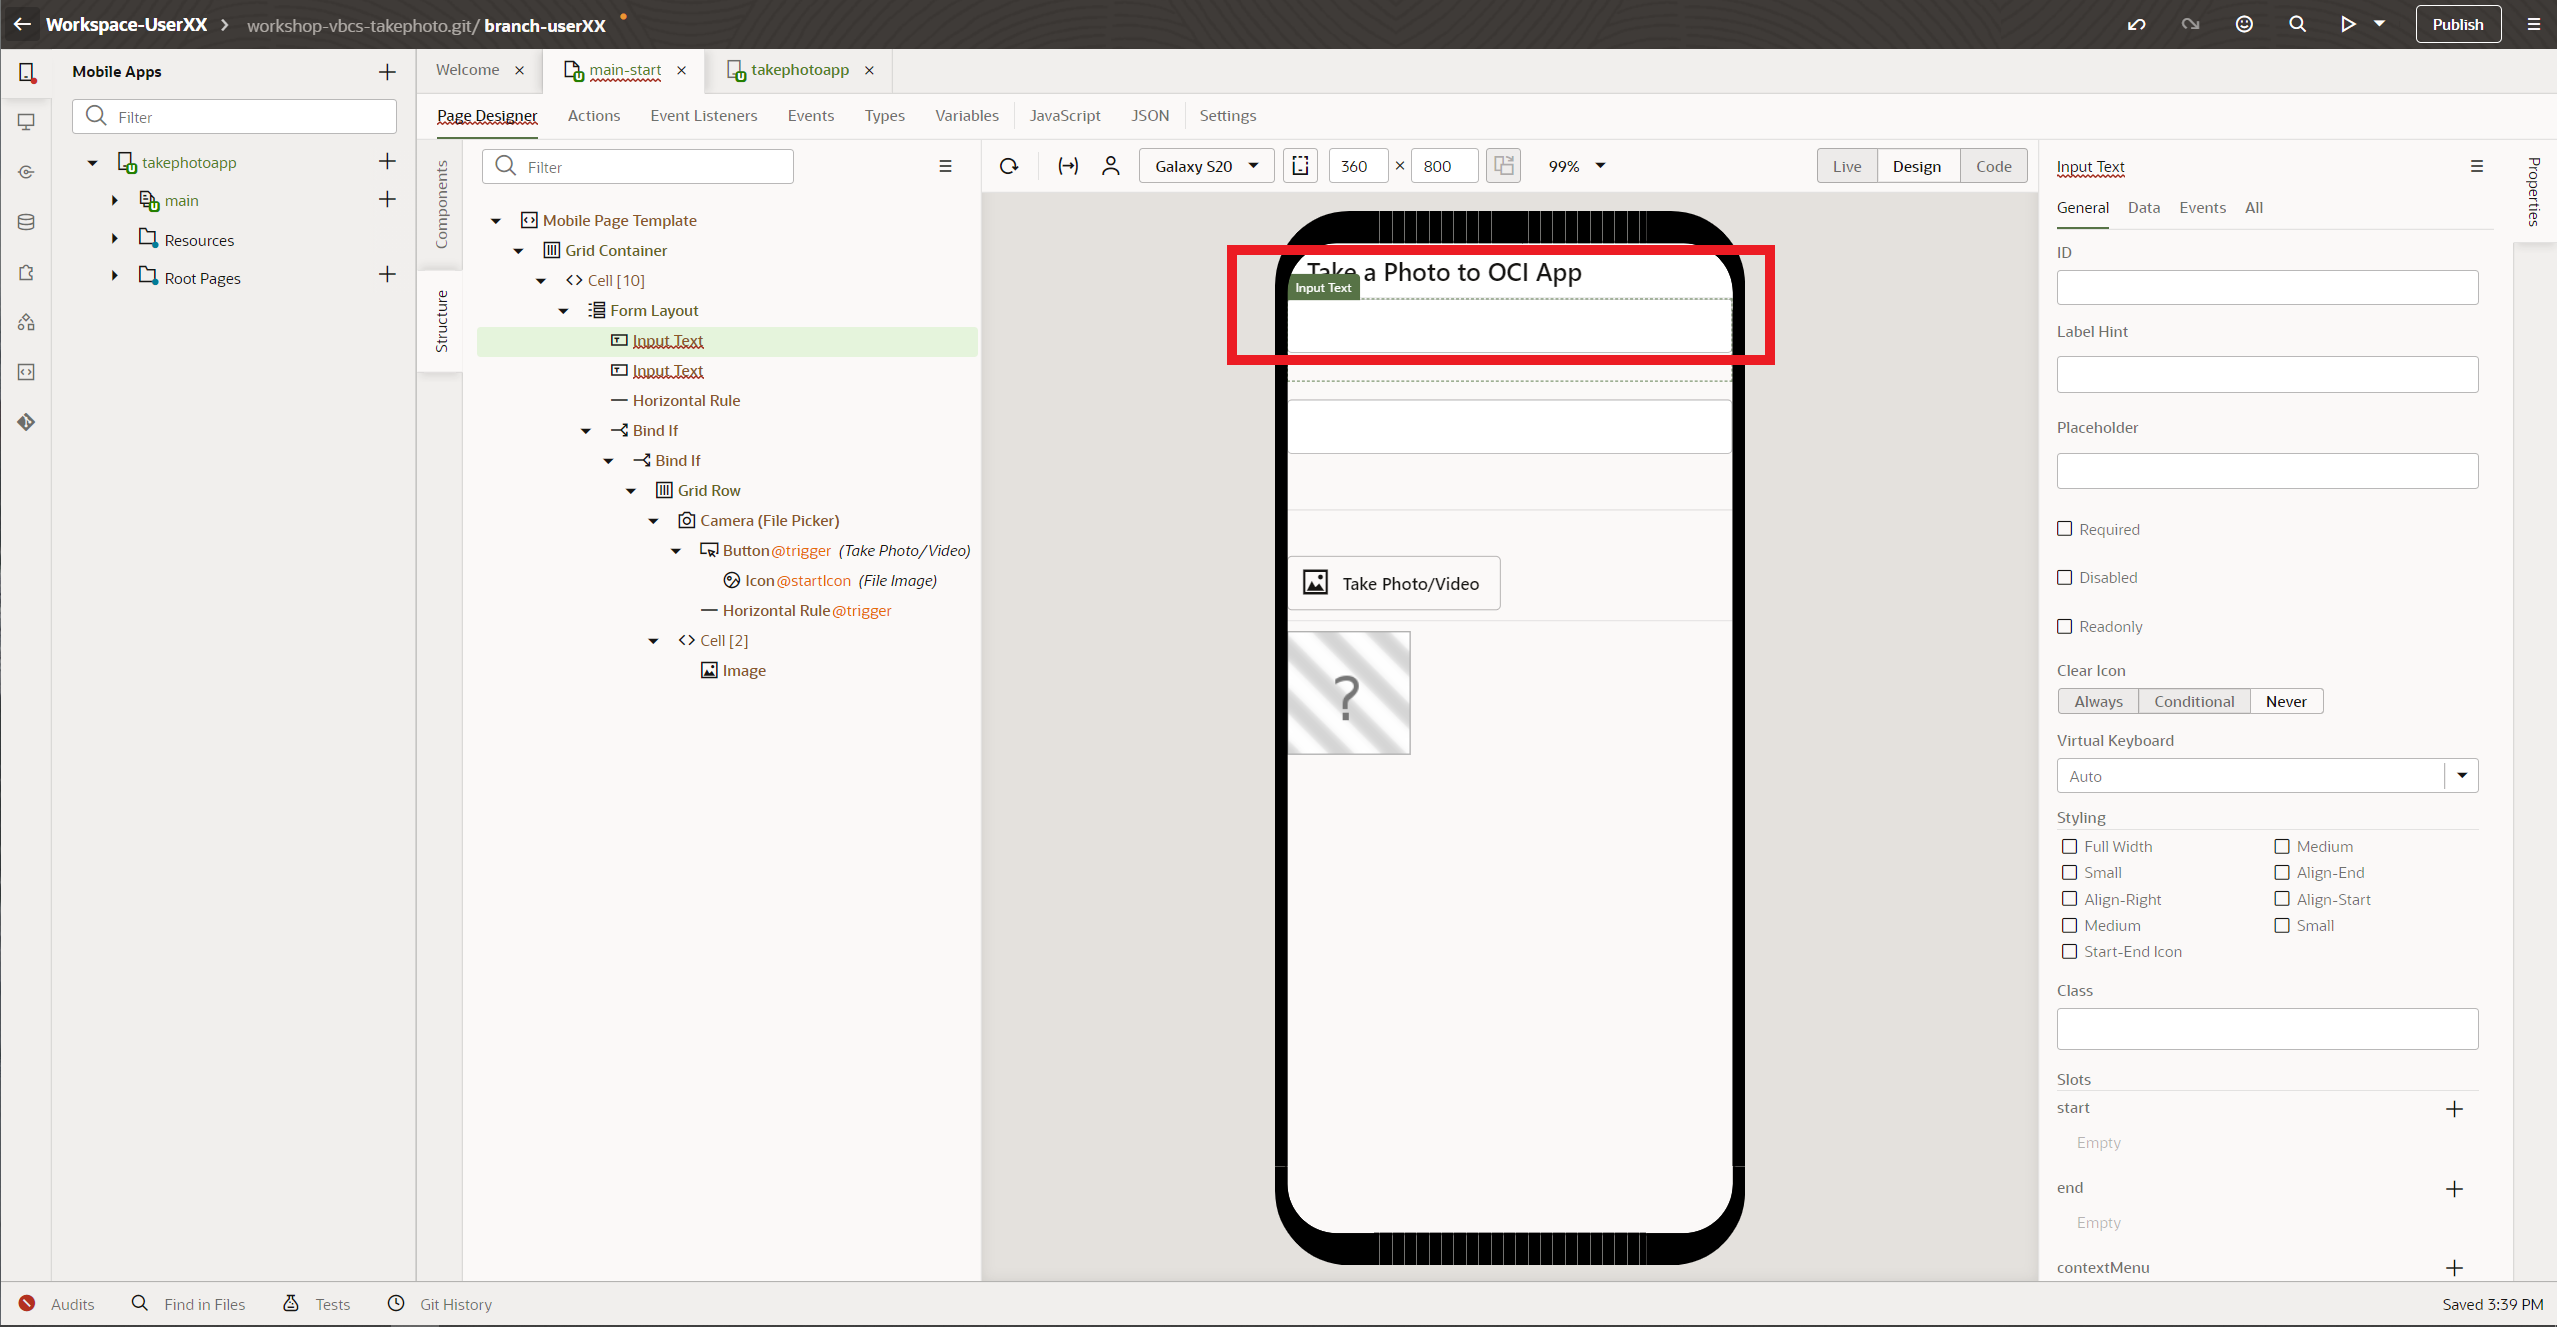 Workspace-UserXX > workshop-vbcs-takephoto.git/ branch-userXX
Publish
Mobile Apps
Filter
takephotoapp
main
Resources
Root Pages
Welcome
main-start
takephotoapp
Page Designer
Actions
Event Listeners
Events
Types
Variables
JavaScript
JSON
Settings
Components
Structure
Filter
Mobile Page Template
Grid Container
Cell [10]
Form Layout
Input Text
Input Text
Horizontal Rule
Bind If
Bind If
Grid Row
Camera (File Picker)
Button@trigger (Take Photo/Video)
Icon@startIcon (File Image)
Horizontal Rule@trigger
Cell [2]
Image
Galaxy S20
360 × 800
99%
Live
Design
Code
Take a Photo to OCI App
Input Text
Take Photo/Video
?
Properties
Input Text
General
Data
Events
All
ID
Label Hint
Placeholder
Required
Disabled
Readonly
Clear Icon
Always
Conditional
Never
Virtual Keyboard
Auto
Styling
Full Width
Medium
Small
Align-End
Align-Right
Align-Start
Medium
Small
Start-End Icon
Class
Slots
start
Empty
end
Empty
contextMenu
Audits
Find in Files
Tests
Git History
Saved 3:39 PM